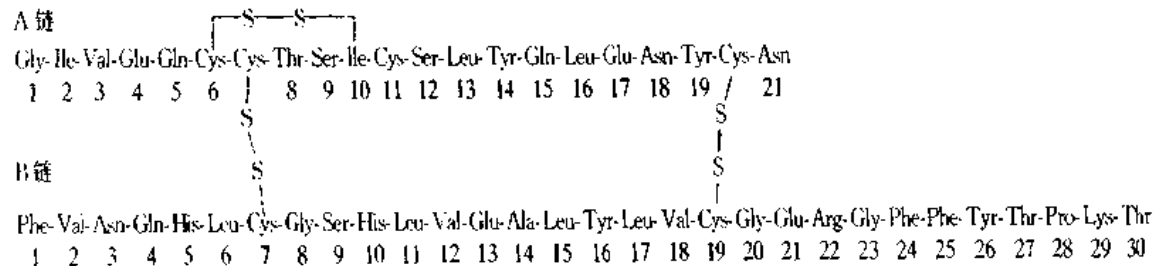 A 链
S S
Gly-Ile-Val-Glu-Gln-Cys-Cys-Thr-Ser-Ile-Cys-Ser-Leu-Tyr-Gln-Leu-Glu-Asn-Tyr-Cys-Asn
1 2 3 4 5 6 8 9 10 11 12 13 14 15 16 17 18 19 21
S S
S S
B 链
Phe-Val-Asn-Gln-His-Leu-Cys-Gly-Ser-His-Leu-Val-Glu-Ala-Leu-Tyr-Leu-Val-Cys-Gly-Glu-Arg-Gly-Phe-Phe-Tyr-Thr-Pro-Lys-Thr
1 2 3 4 5 6 7 8 9 10 11 12 13 14 15 16 17 18 19 20 21 22 23 24 25 26 27 28 29 30